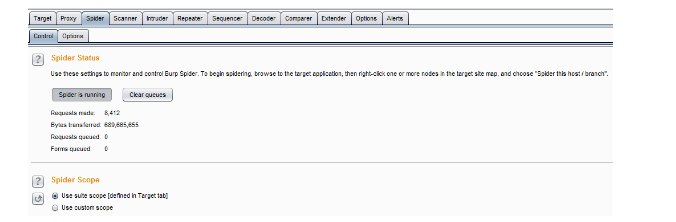 Target Proxy Spider Scanner Intruder Repeater Sequencer Decoder Comparer Extender Options Alerts
Control Options
? Spider Status
Use these settings to monitor and control Burp Spider. To begin spidering, browse to the target application, then right-click one or more nodes in the target site map, and choose "Spider this host / branch".
Spider is running Clear queues
Requests made: 8,412
Bytes transferred: 689,665,655
Requests queued: 0
Forms queued: 0
? Spider Scope
Use suite scope [defined in Target tab]
Use custom scope